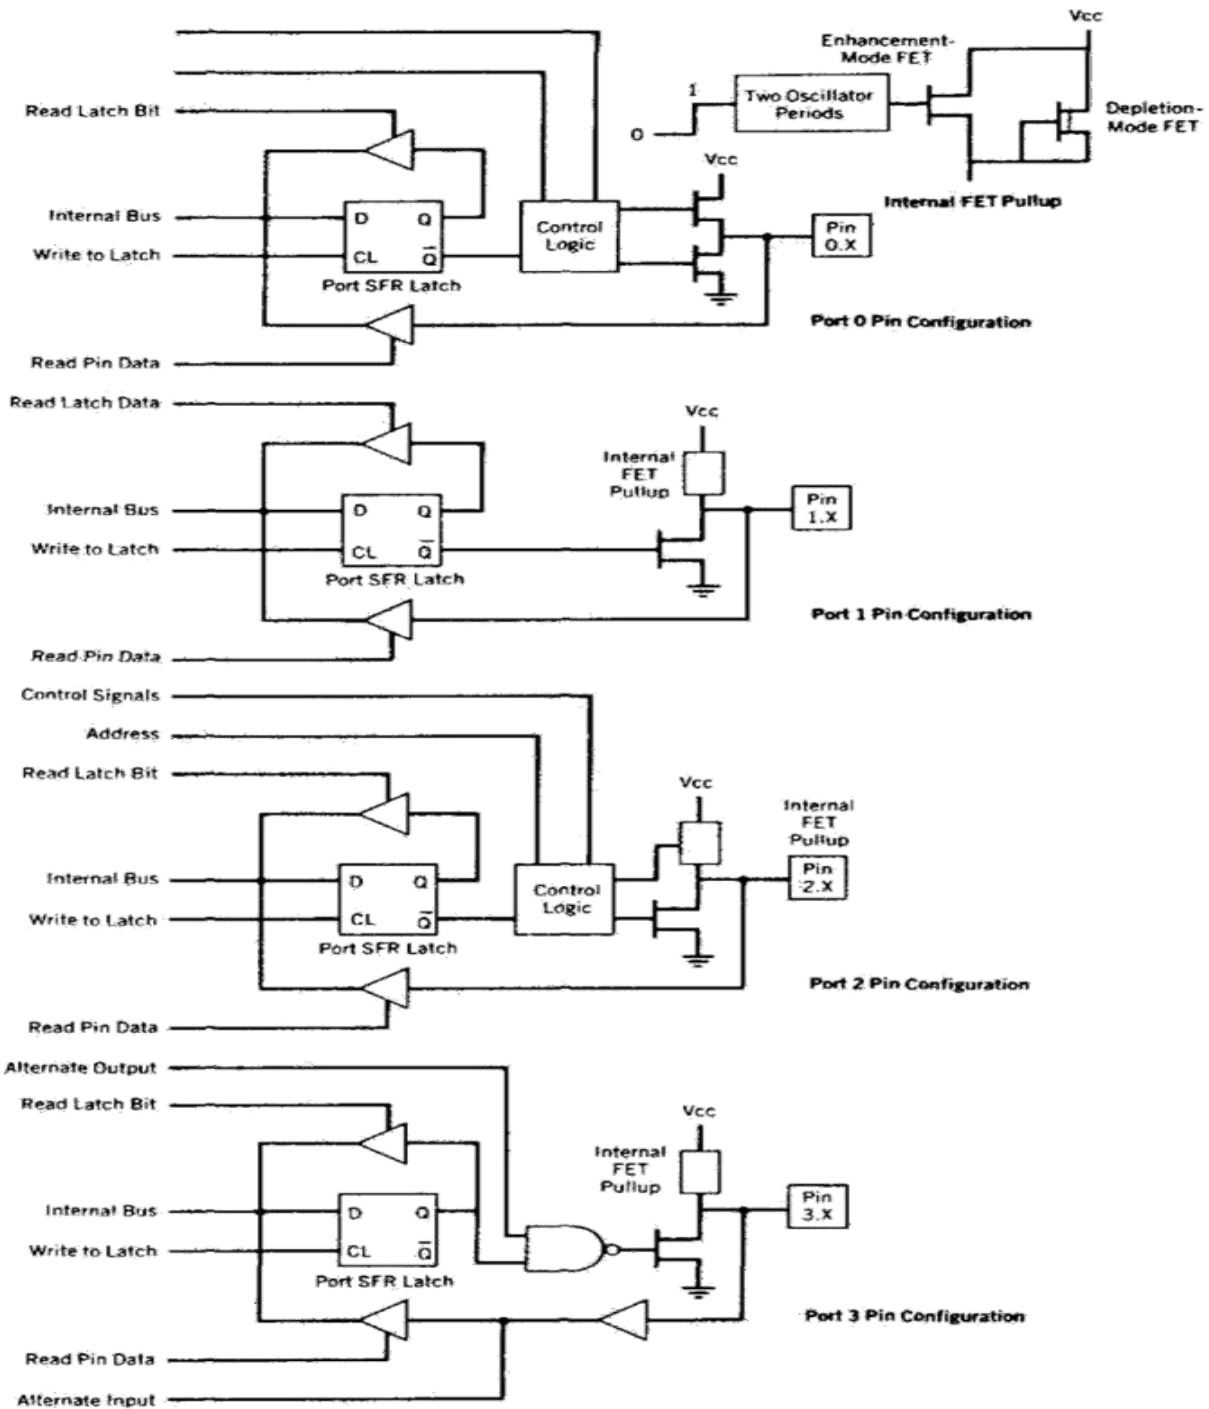 Vcc
Enhancement-
Mode FET
1
Two Oscillator
Periods
0
Depletion-
Mode FET
Internal FET Pullup
Read Latch Bit
Vcc
Internal Bus
D
Q
Control
Logic
Pin
0.X
Write to Latch
CL
Q
Port SFR Latch
Port 0 Pin Configuration
Read Pin Data
Read Latch Data
Vcc
Internal
FET
Pullup
Internal Bus
D
Q
Pin
1.X
Write to Latch
CL
Q
Port SFR Latch
Port 1 Pin Configuration
Read Pin Data
Control Signals
Address
Read Latch Bit
Vcc
Internal
FET
Pullup
Internal Bus
D
Q
Control
Logic
Pin
2.X
Write to Latch
CL
Q
Port SFR Latch
Port 2 Pin Configuration
Read Pin Data
Alternate Output
Read Latch Bit
Vcc
Internal
FET
Pullup
Internal Bus
D
Q
Pin
3.X
Write to Latch
CL
Q
Port SFR Latch
Port 3 Pin Configuration
Read Pin Data
Alternate Input